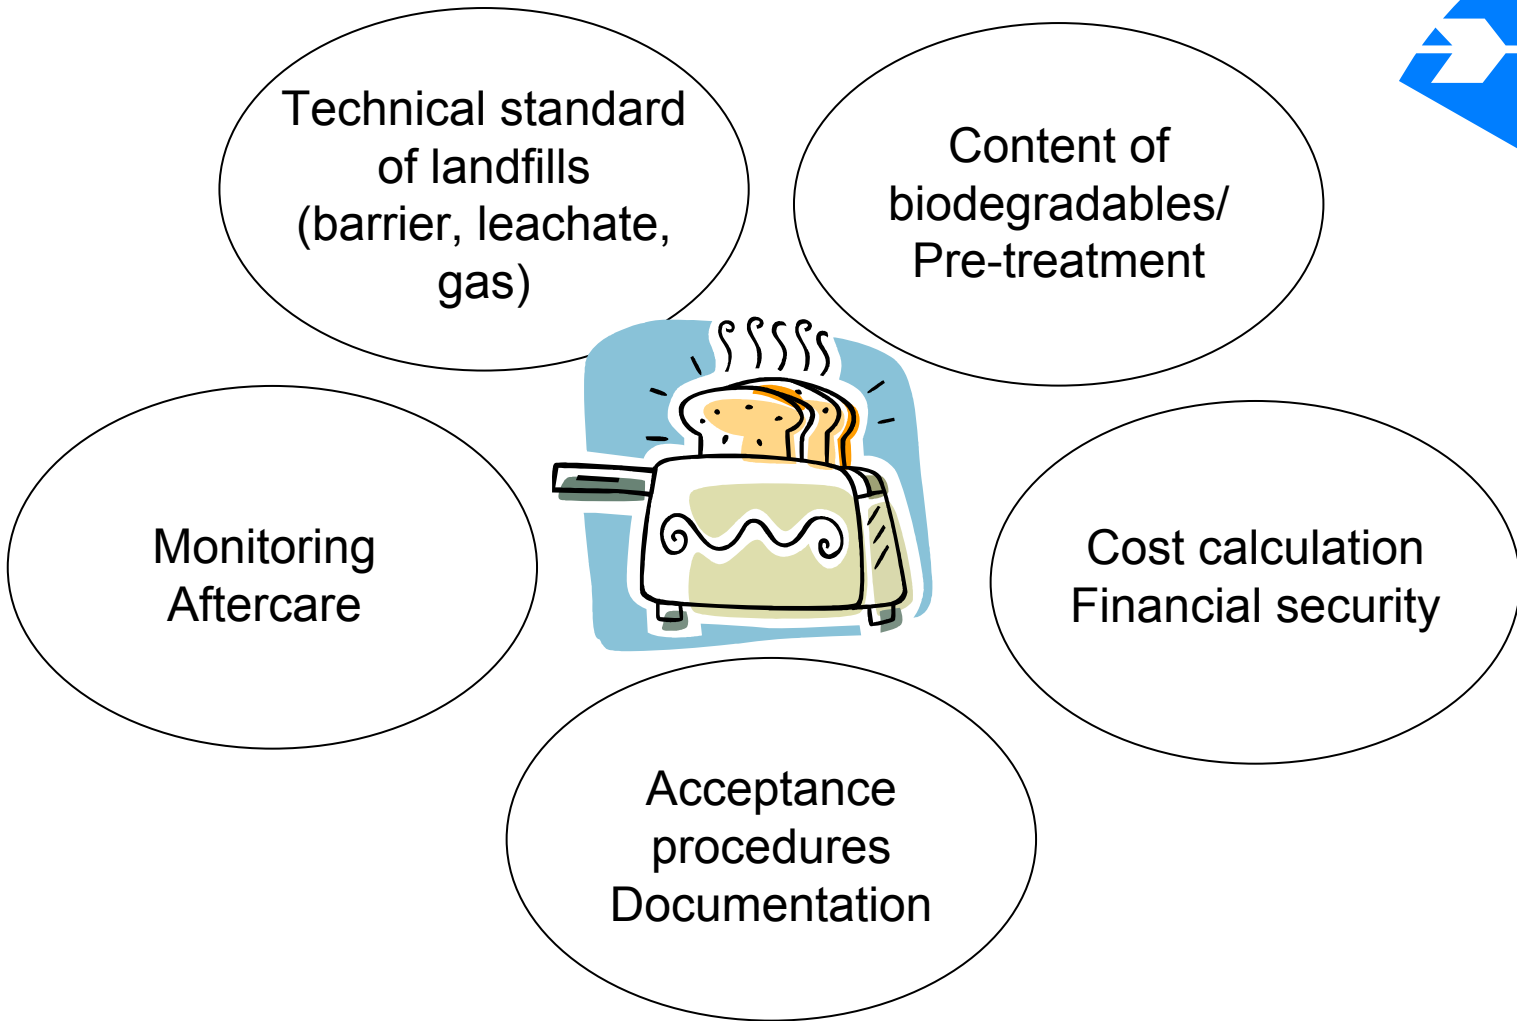 Technical standard
of landfills
(barrier, leachate,
gas)
Content of
biodegradables/
Pre-treatment
Monitoring
Aftercare
Cost calculation
Financial security
Acceptance
procedures
Documentation